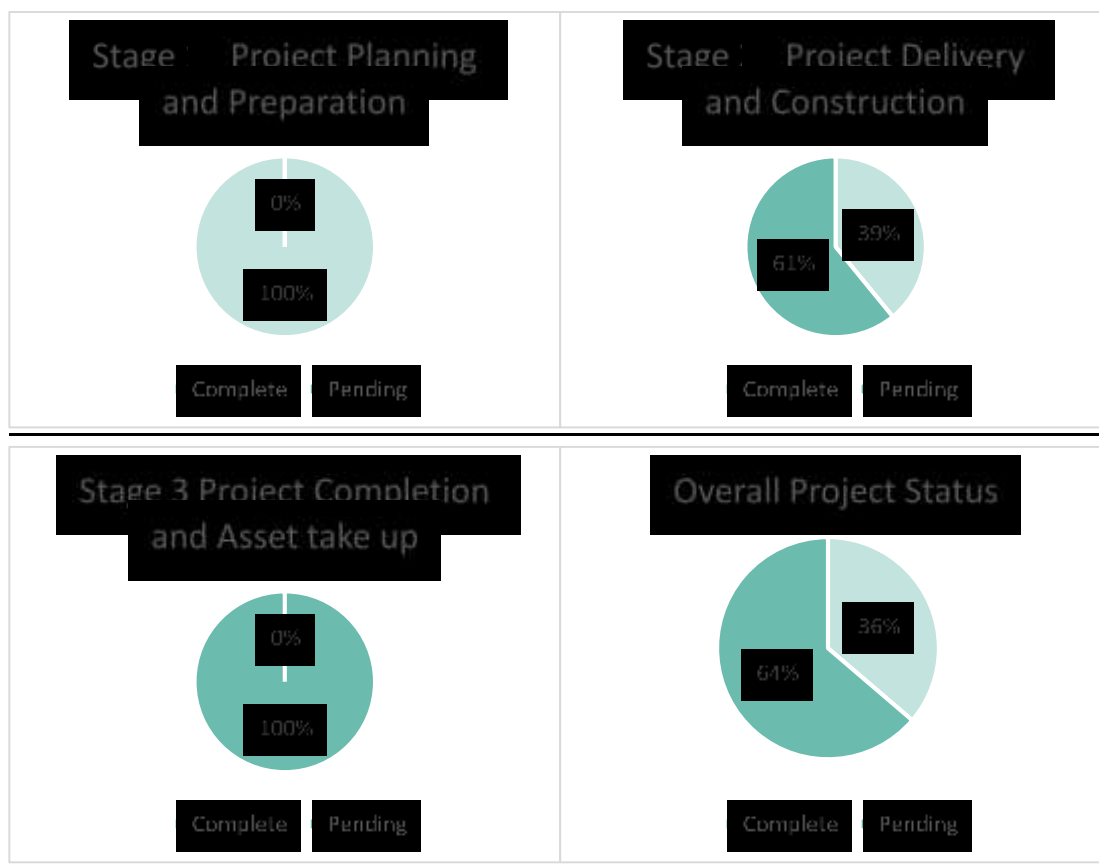 Stage Project Planning
and Preparation
0%
100%
Complete Pending
Stage Project Delivery
and Construction
39%
61%
Complete Pending
Stage 3 Project Completion
and Asset take up
0%
100%
Complete Pending
Overall Project Status
36%
64%
Complete Pending